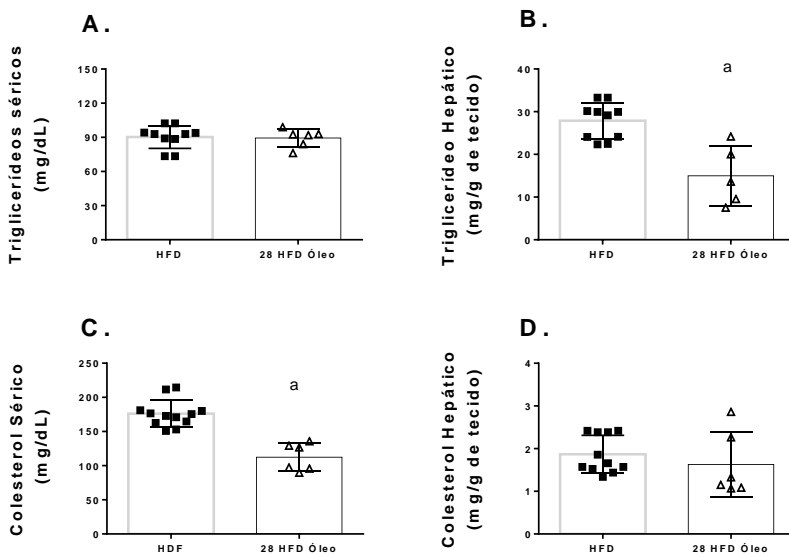 A.
Triglicerídeos séricos
(mg/dL)
150
120
90
60
30
0
HFD
28 HFD Óleo
B.
a
Triglicerídeo Hepático
(mg/g de tecido)
40
30
20
10
0
HFD
28 HFD Óleo
C.
a
Colesterol Sérico
(mg/dL)
250
200
150
100
50
0
HDF
28 HFD Óleo
D.
Colesterol Hepático
(mg/g de tecido)
4
3
2
1
0
HFD
28 HFD Óleo